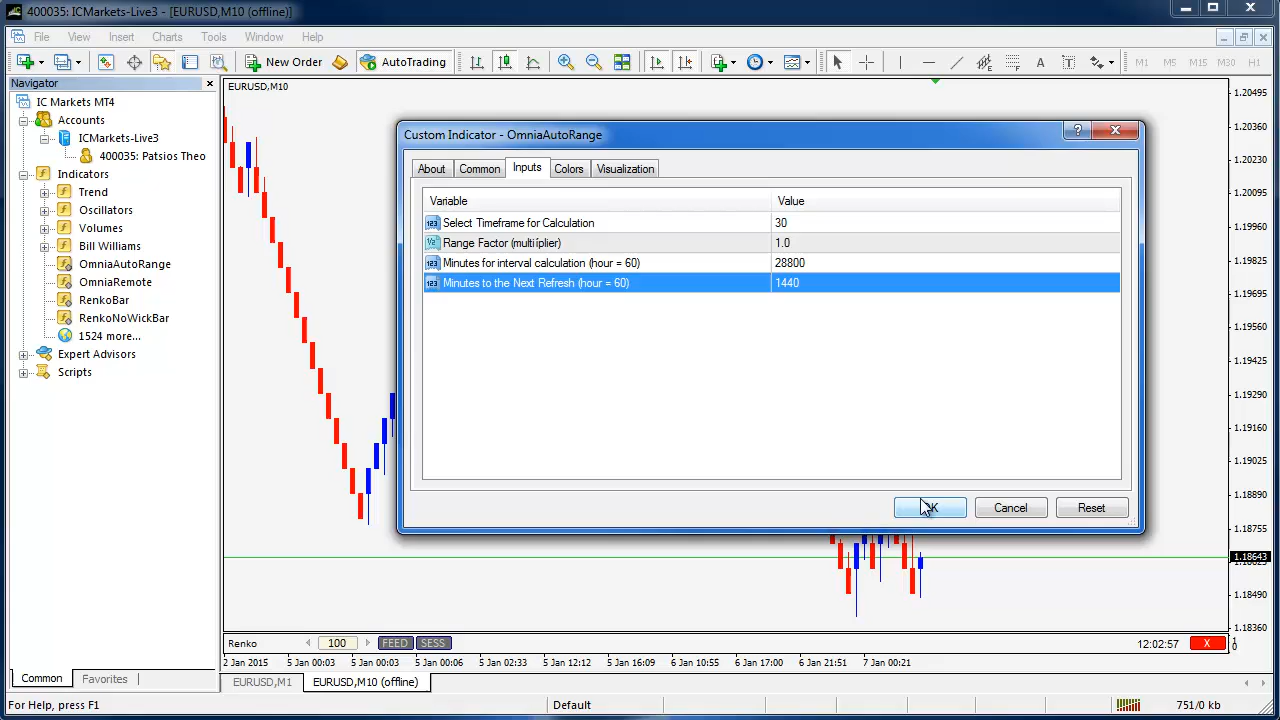 400035: ICMarkets-Live3 - [EURUSD,M10 (offline)]
File View Insert Charts Tools Window Help
New Order AutoTrading A T M1 M5 M15 M30 H1
Navigator
IC Markets MT4
Accounts
ICMarkets-Live3
400035: Patsios Theo
Indicators
Trend
Oscillators
Volumes
Bill Williams
OmniaAutoRange
OmniaRemote
RenkoBar
RenkoNoWickBar
1524 more...
Expert Advisors
Scripts
Common Favorites
EURUSD,M10
Custom Indicator - OmniaAutoRange
About Common Inputs Colors Visualization
Variable Value
Select Timeframe for Calculation 30
Range Factor (multiiplier) 1.0
Minutes for interval calculation (hour = 60) 28800
Minutes to the Next Refresh (hour = 60) 1440
OK Cancel Reset
1.20495
1.20360
1.20230
1.20095
1.19960
1.19825
1.19690
1.19560
1.19425
1.19290
1.19160
1.19025
1.18890
1.18755
1.18643
1.18490
1.18360
Renko 100 FEED SESS 12:02:57 X 1
0
2 Jan 2015 5 Jan 00:03 5 Jan 00:03 5 Jan 00:06 5 Jan 02:33 5 Jan 12:12 5 Jan 16:09 6 Jan 10:55 6 Jan 17:00 6 Jan 21:51 7 Jan 00:21
EURUSD,M1 EURUSD,M10 (offline)
For Help, press F1 Default 751/0 kb